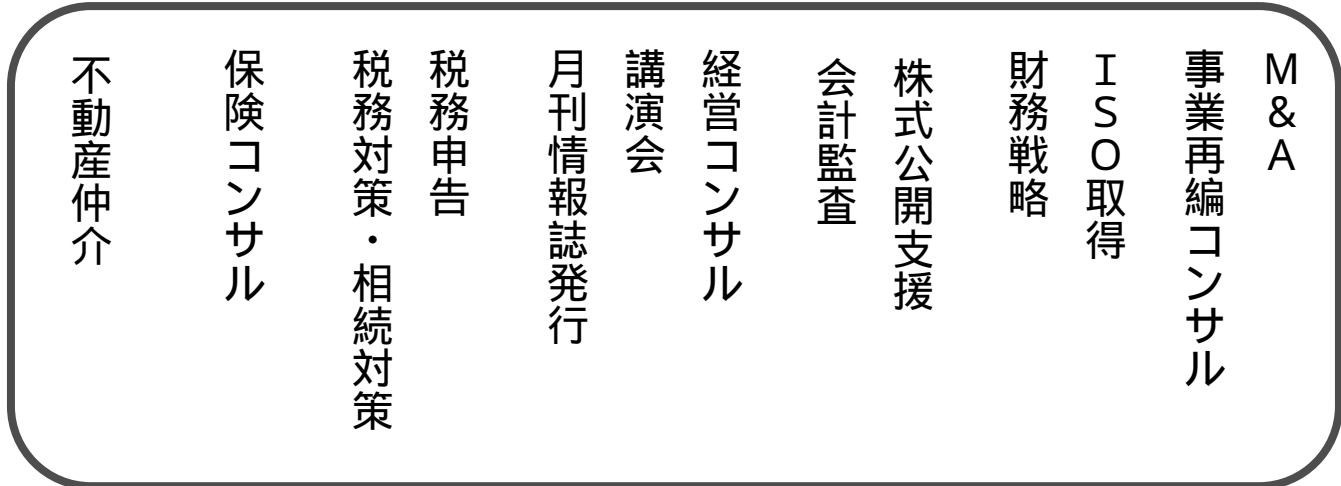 M&A
事業再編コンサル
ISO取得
財務戦略
株式公開支援
会計監査
経営コンサル
講演会
月刊情報誌発行
税務申告
税務対策・相続対策
保険コンサル
不動産仲介